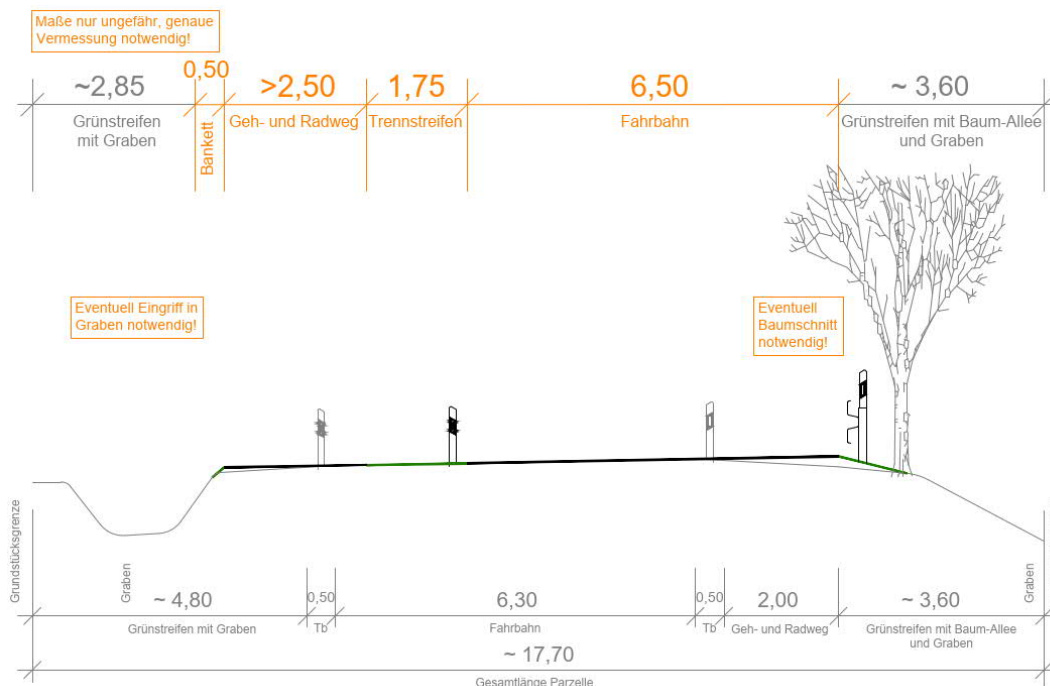 Maße nur ungefähr, genaue
Vermessung notwendig!
~2,85
0,50
>2,50
1,75
6,50
~ 3,60
Grünstreifen
mit Graben
Bankett
Geh- und Radweg
Trennstreifen
Fahrbahn
Grünstreifen mit Baum-Allee
und Graben
Eventuell Eingriff in
Graben notwendig!
Eventuell
Baumschnitt
notwendig!
Grundstücksgrenze
Graben
Graben
~ 4,80
0,50
6,30
0,50
2,00
~ 3,60
Grünstreifen mit Graben
Tb
Fahrbahn
Tb
Geh- und Radweg
Grünstreifen mit Baum-Allee
und Graben
~ 17,70
Gesamtlänge Parzelle